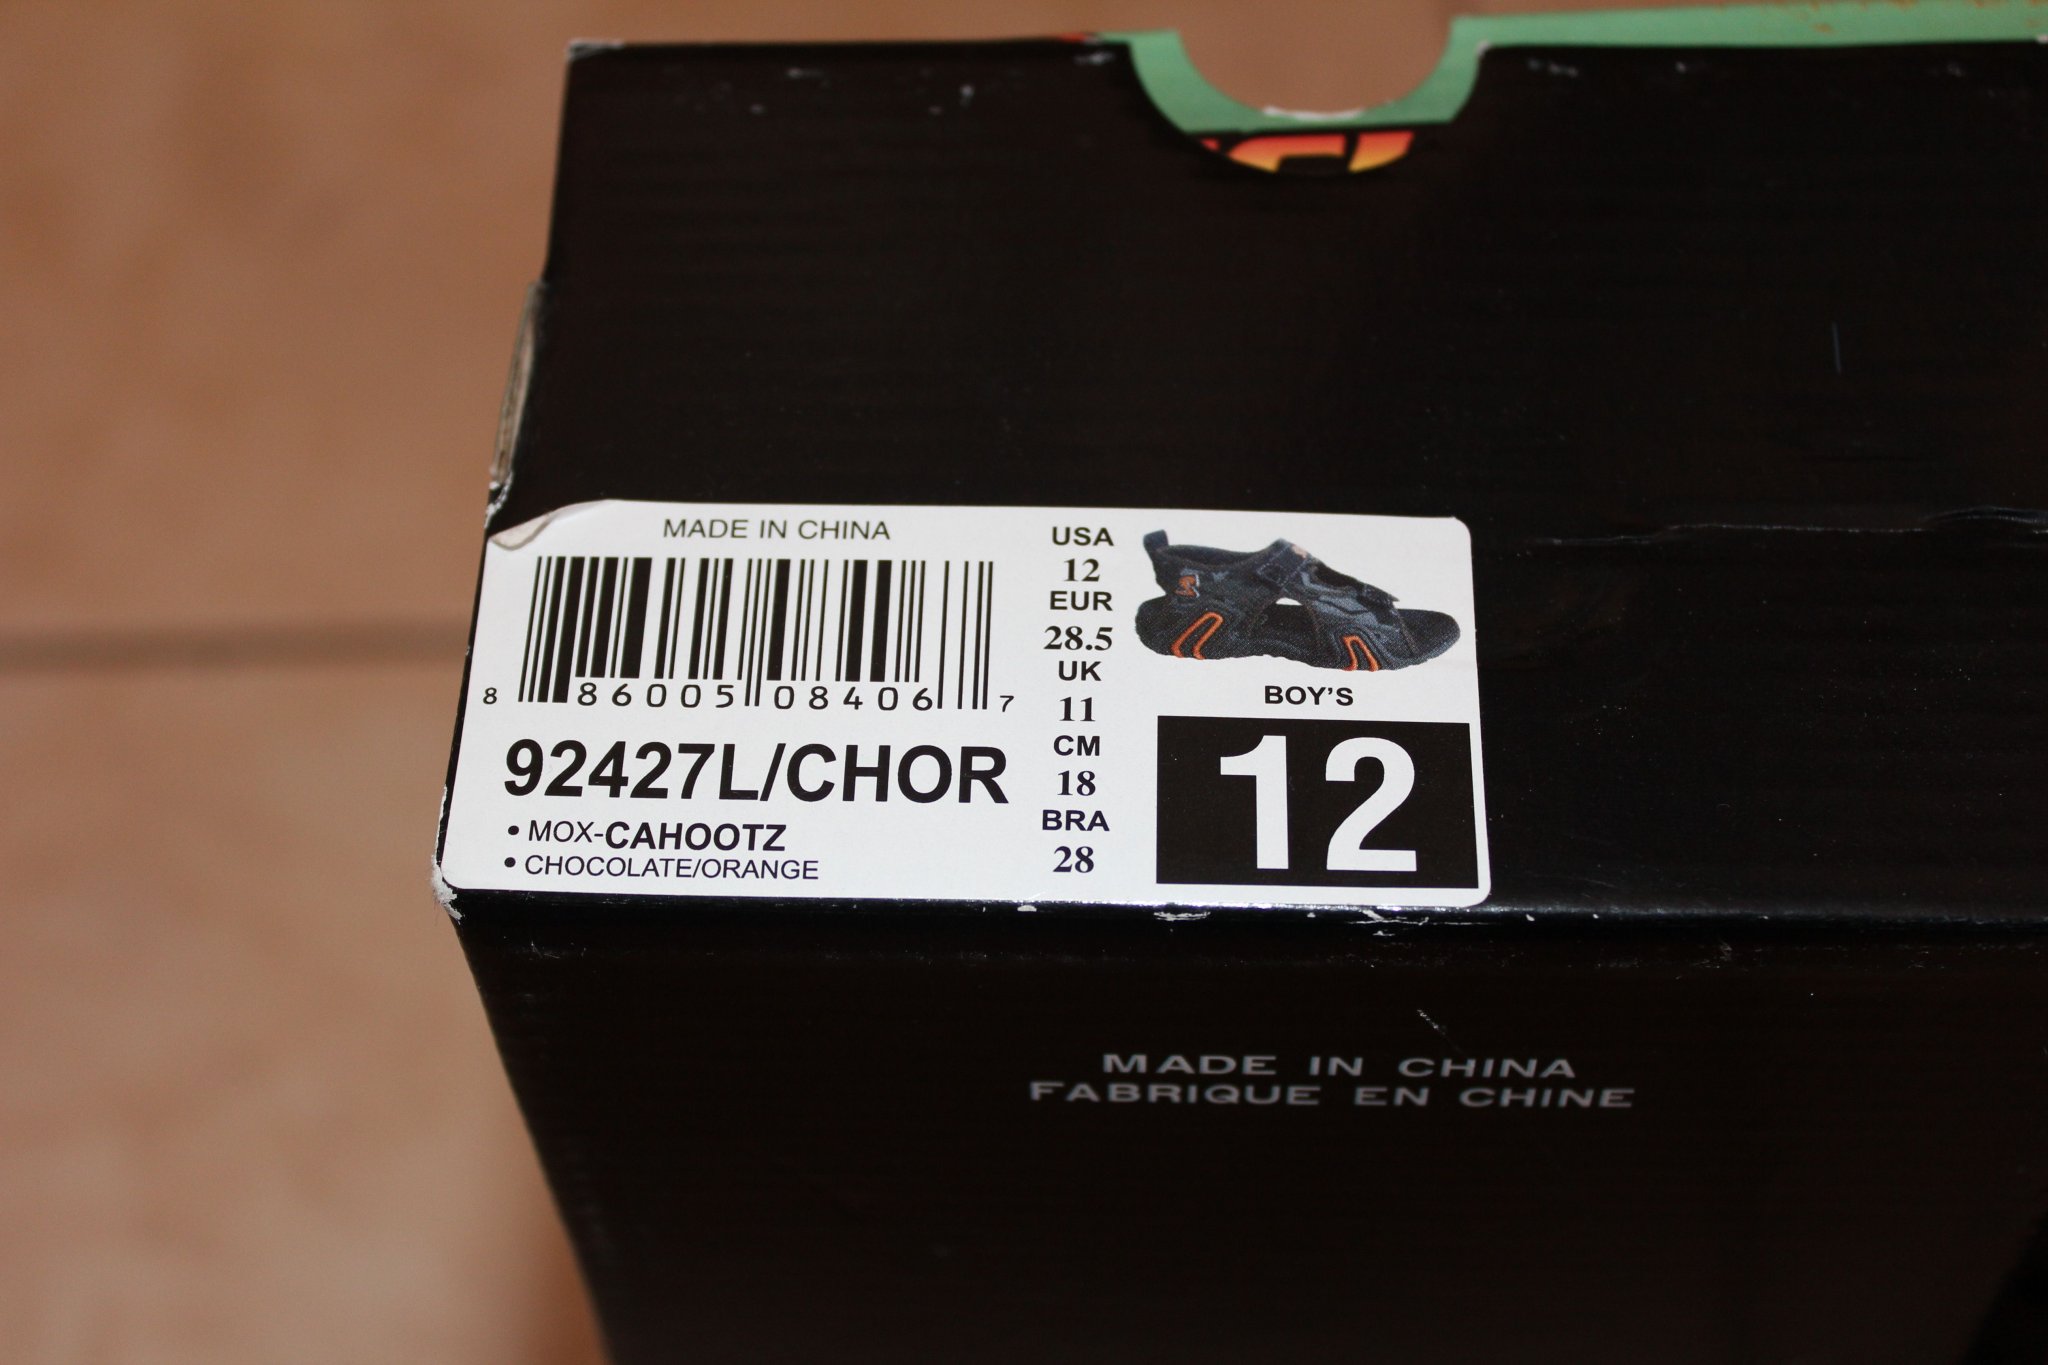 MADE IN CHINA
8 86005 08406 7
92427L/CHOR
• MOX-CAHOOTZ
• CHOCOLATE/ORANGE
USA
12
EUR
28.5
UK
11
CM
18
BRA
28
BOY'S
12
MADE IN CHINA
FABRIQUE EN CHINE